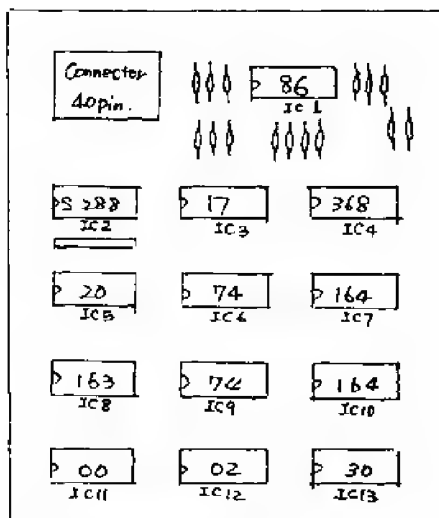 Connector
40pin.
86
IC1
S 288
IC2
17
IC3
368
IC4
20
IC5
74
IC6
164
IC7
163
IC8
74
IC9
164
IC10
00
IC11
02
IC12
30
IC13